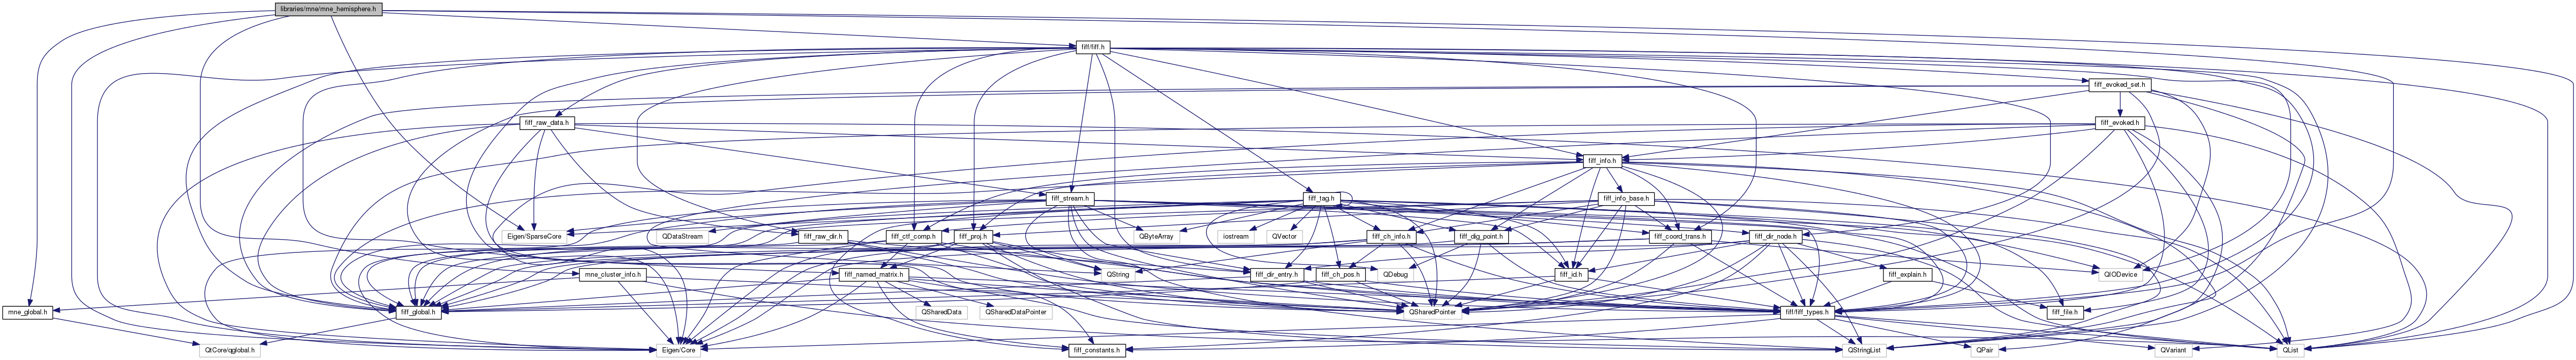 libraries/mne/mne_hemisphere.h
fiff/fiff.h
fiff_evoked_set.h
fiff_raw_data.h
fiff_evoked.h
fiff_info.h
fiff_stream.h
fiff_tag.h
fiff_info_base.h
Eigen/SparseCore
QDataStream
fiff_raw_dir.h
fiff_ctf_comp.h
fiff_proj.h
QByteArray
iostream
QVector
fiff_ch_info.h
fiff_dig_point.h
fiff_coord_trans.h
fiff_dir_node.h
mne_cluster_info.h
fiff_named_matrix.h
QString
fiff_dir_entry.h
fiff_ch_pos.h
QDebug
fiff_id.h
fiff_explain.h
QIODevice
mne_global.h
fiff_global.h
QSharedData
QSharedDataPointer
QSharedPointer
fiff/fiff_types.h
fiff_file.h
QtCore/qglobal.h
Eigen/Core
fiff_constants.h
QStringList
QPair
QVariant
QList